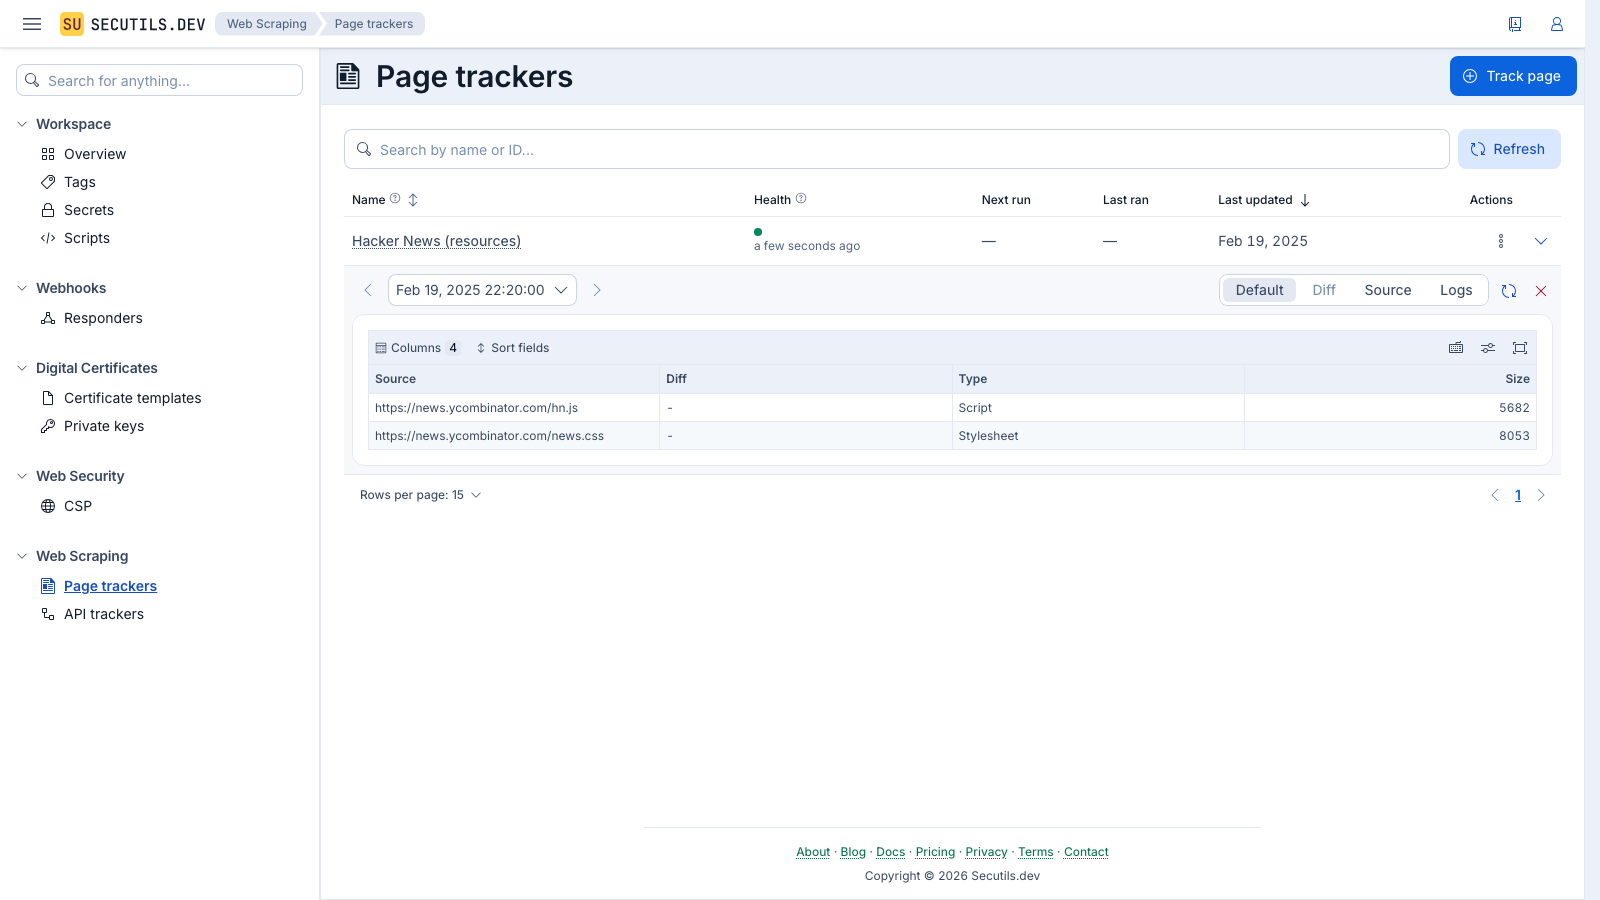 SU SECUTILS.DEV Web Scraping Page trackers
Search for anything...
Workspace
Overview
Tags
Secrets
Scripts
Webhooks
Responders
Digital Certificates
Certificate templates
Private keys
Web Security
CSP
Web Scraping
Page trackers
API trackers
Page trackers Track page
Search by name or ID... Refresh
Name Health Next run Last ran Last updated Actions
Hacker News (resources) a few seconds ago — — Feb 19, 2025
Feb 19, 2025 22:20:00 Default Diff Source Logs
Columns 4 Sort fields
Source Diff Type Size
https://news.ycombinator.com/hn.js - Script 5682
https://news.ycombinator.com/news.css - Stylesheet 8053
Rows per page: 15 1
About · Blog · Docs · Pricing · Privacy · Terms · Contact
Copyright © 2026 Secutils.dev